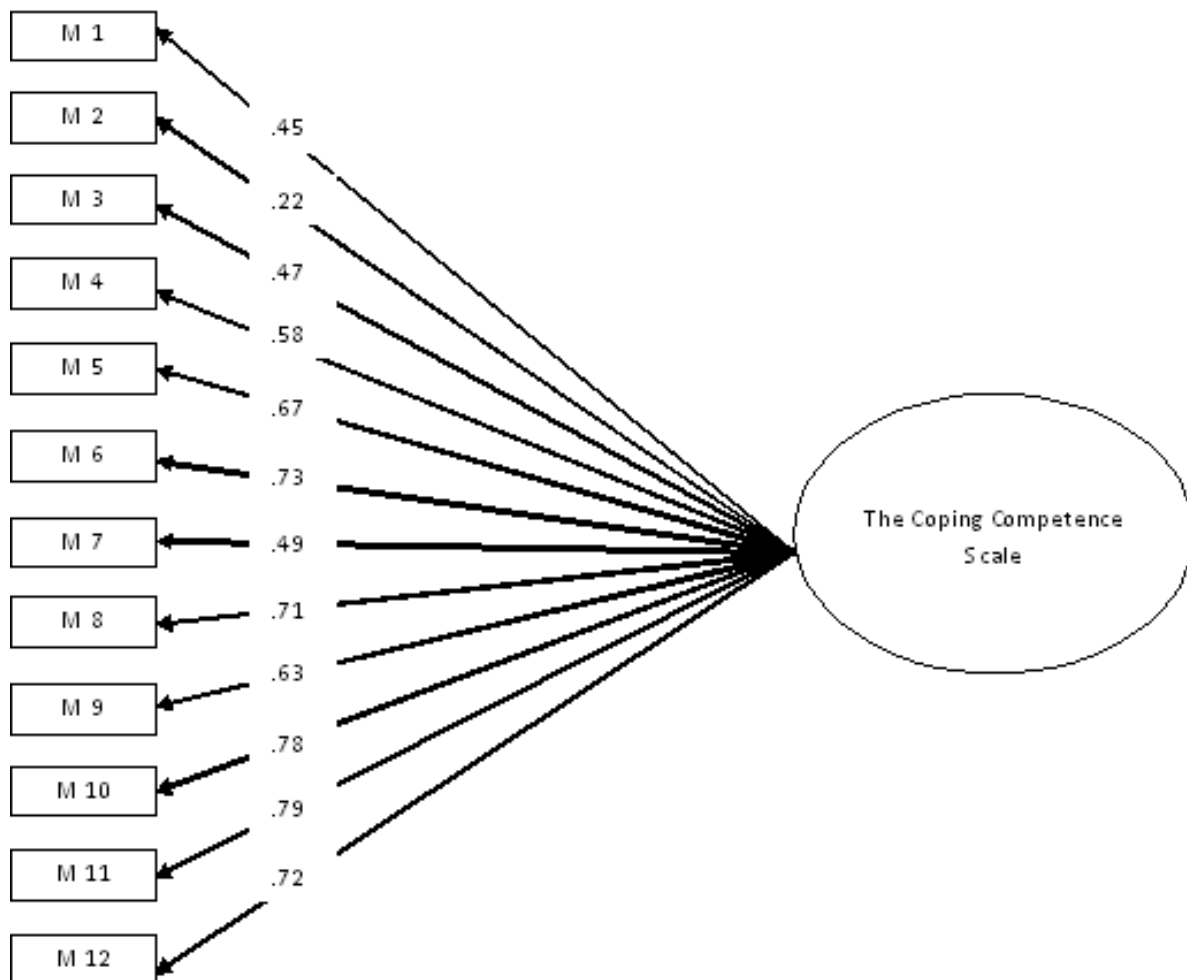 M 1
M 2
M 3
M 4
M 5
M 6
M 7
M 8
M 9
M 10
M 11
M 12
.45
.22
.47
.58
.67
.73
.49
.71
.63
.78
.79
.72
The Coping Competence
Scale